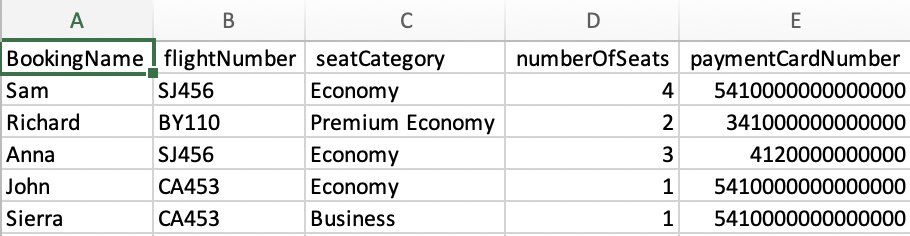 A B C D E
BookingName flightNumber seatCategory numberOfSeats paymentCardNumber
Sam SJ456 Economy 4 5410000000000000
Richard BY110 Premium Economy 2 341000000000000
Anna SJ456 Economy 3 4120000000000
John CA453 Economy 1 5410000000000000
Sierra CA453 Business 1 5410000000000000